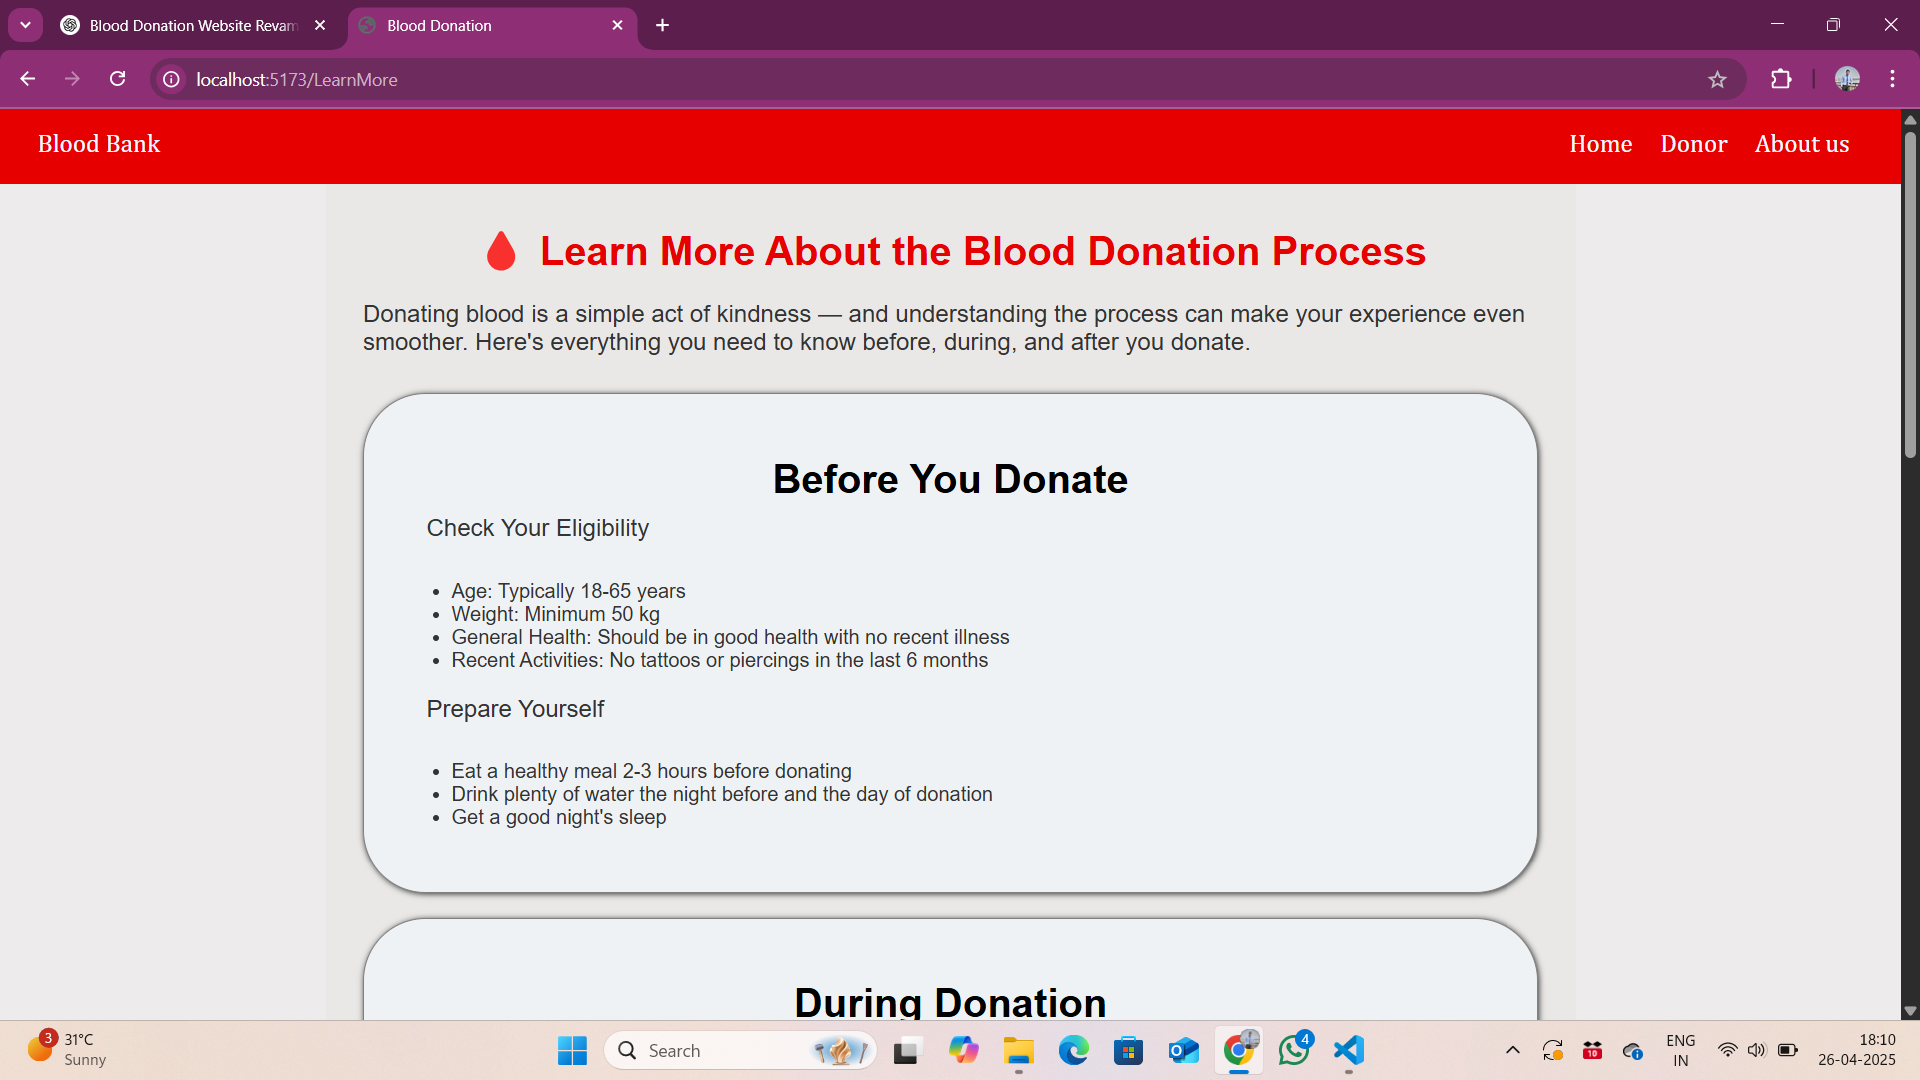 Blood Donation Website Revam
Blood Donation
localhost:5173/LearnMore
Blood Bank
Home Donor About us
Learn More About the Blood Donation Process
Donating blood is a simple act of kindness — and understanding the process can make your experience even
smoother. Here's everything you need to know before, during, and after you donate.
Before You Donate
Check Your Eligibility
• Age: Typically 18-65 years
• Weight: Minimum 50 kg
• General Health: Should be in good health with no recent illness
• Recent Activities: No tattoos or piercings in the last 6 months
Prepare Yourself
• Eat a healthy meal 2-3 hours before donating
• Drink plenty of water the night before and the day of donation
• Get a good night's sleep
During Donation
3
31°C
Sunny
Search
4
10
ENG
IN
18:10
26-04-2025